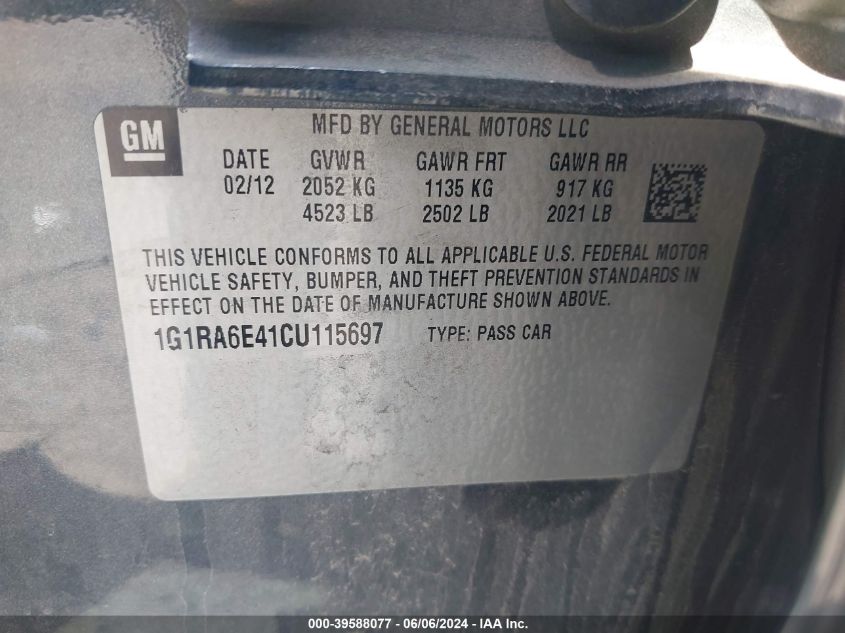 GM
MFD BY GENERAL MOTORS LLC
DATE GVWR GAWR FRT GAWR RR
02/12 2052 KG 1135 KG 917 KG
4523 LB 2502 LB 2021 LB
THIS VEHICLE CONFORMS TO ALL APPLICABLE U.S. FEDERAL MOTOR
VEHICLE SAFETY, BUMPER, AND THEFT PREVENTION STANDARDS IN
EFFECT ON THE DATE OF MANUFACTURE SHOWN ABOVE.
1G1RA6E41CU115697 TYPE: PASS CAR
000-39588077 - 06/06/2024 - IAA Inc.